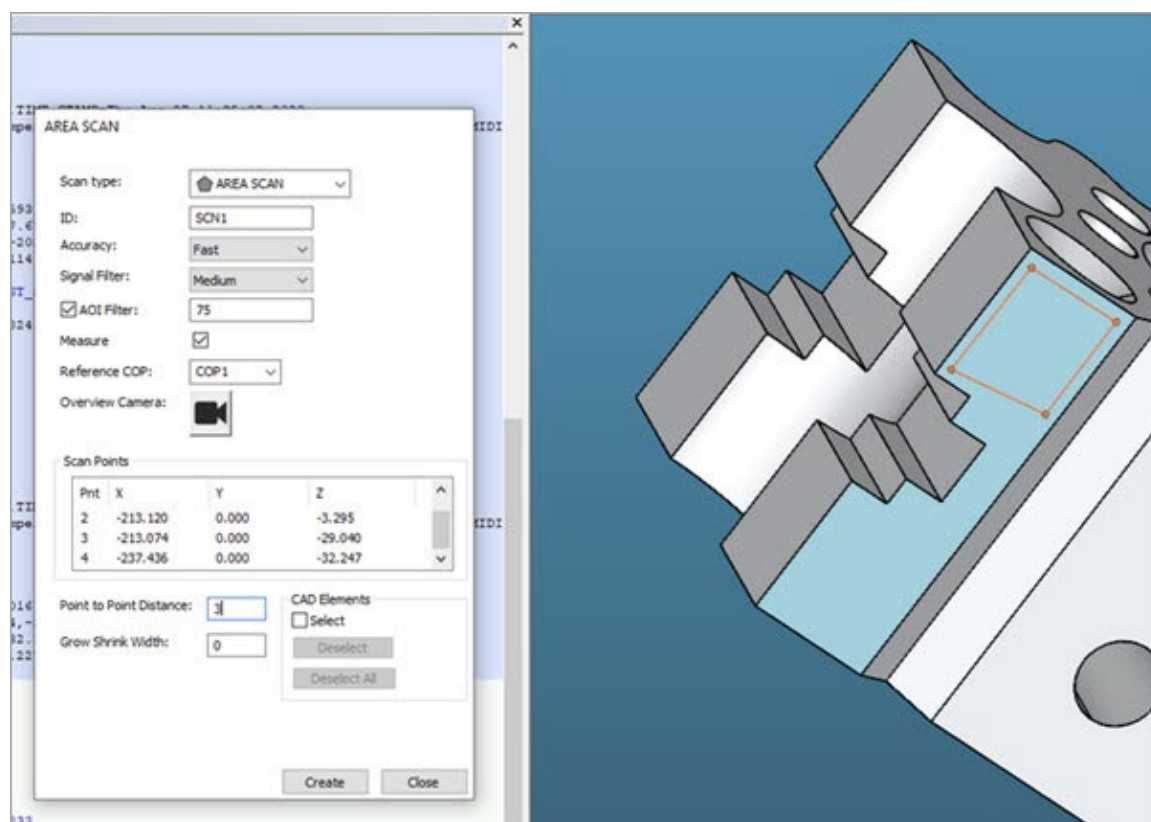 AREA SCAN
Scan type: AREA SCAN
ID: SCN1
Accuracy: Fast
Signal Filter: Medium
AOI Filter: 75
Measure
Reference COP: COP1
Overview Camera:
Scan Points
Pnt X Y Z
2 -213.120 0.000 -3.295
3 -213.074 0.000 -29.040
4 -237.436 0.000 -32.247
Point to Point Distance: 3
CAD Elements
Select
Grow Shrink Width: 0
Deselect
Deselect All
Create Close